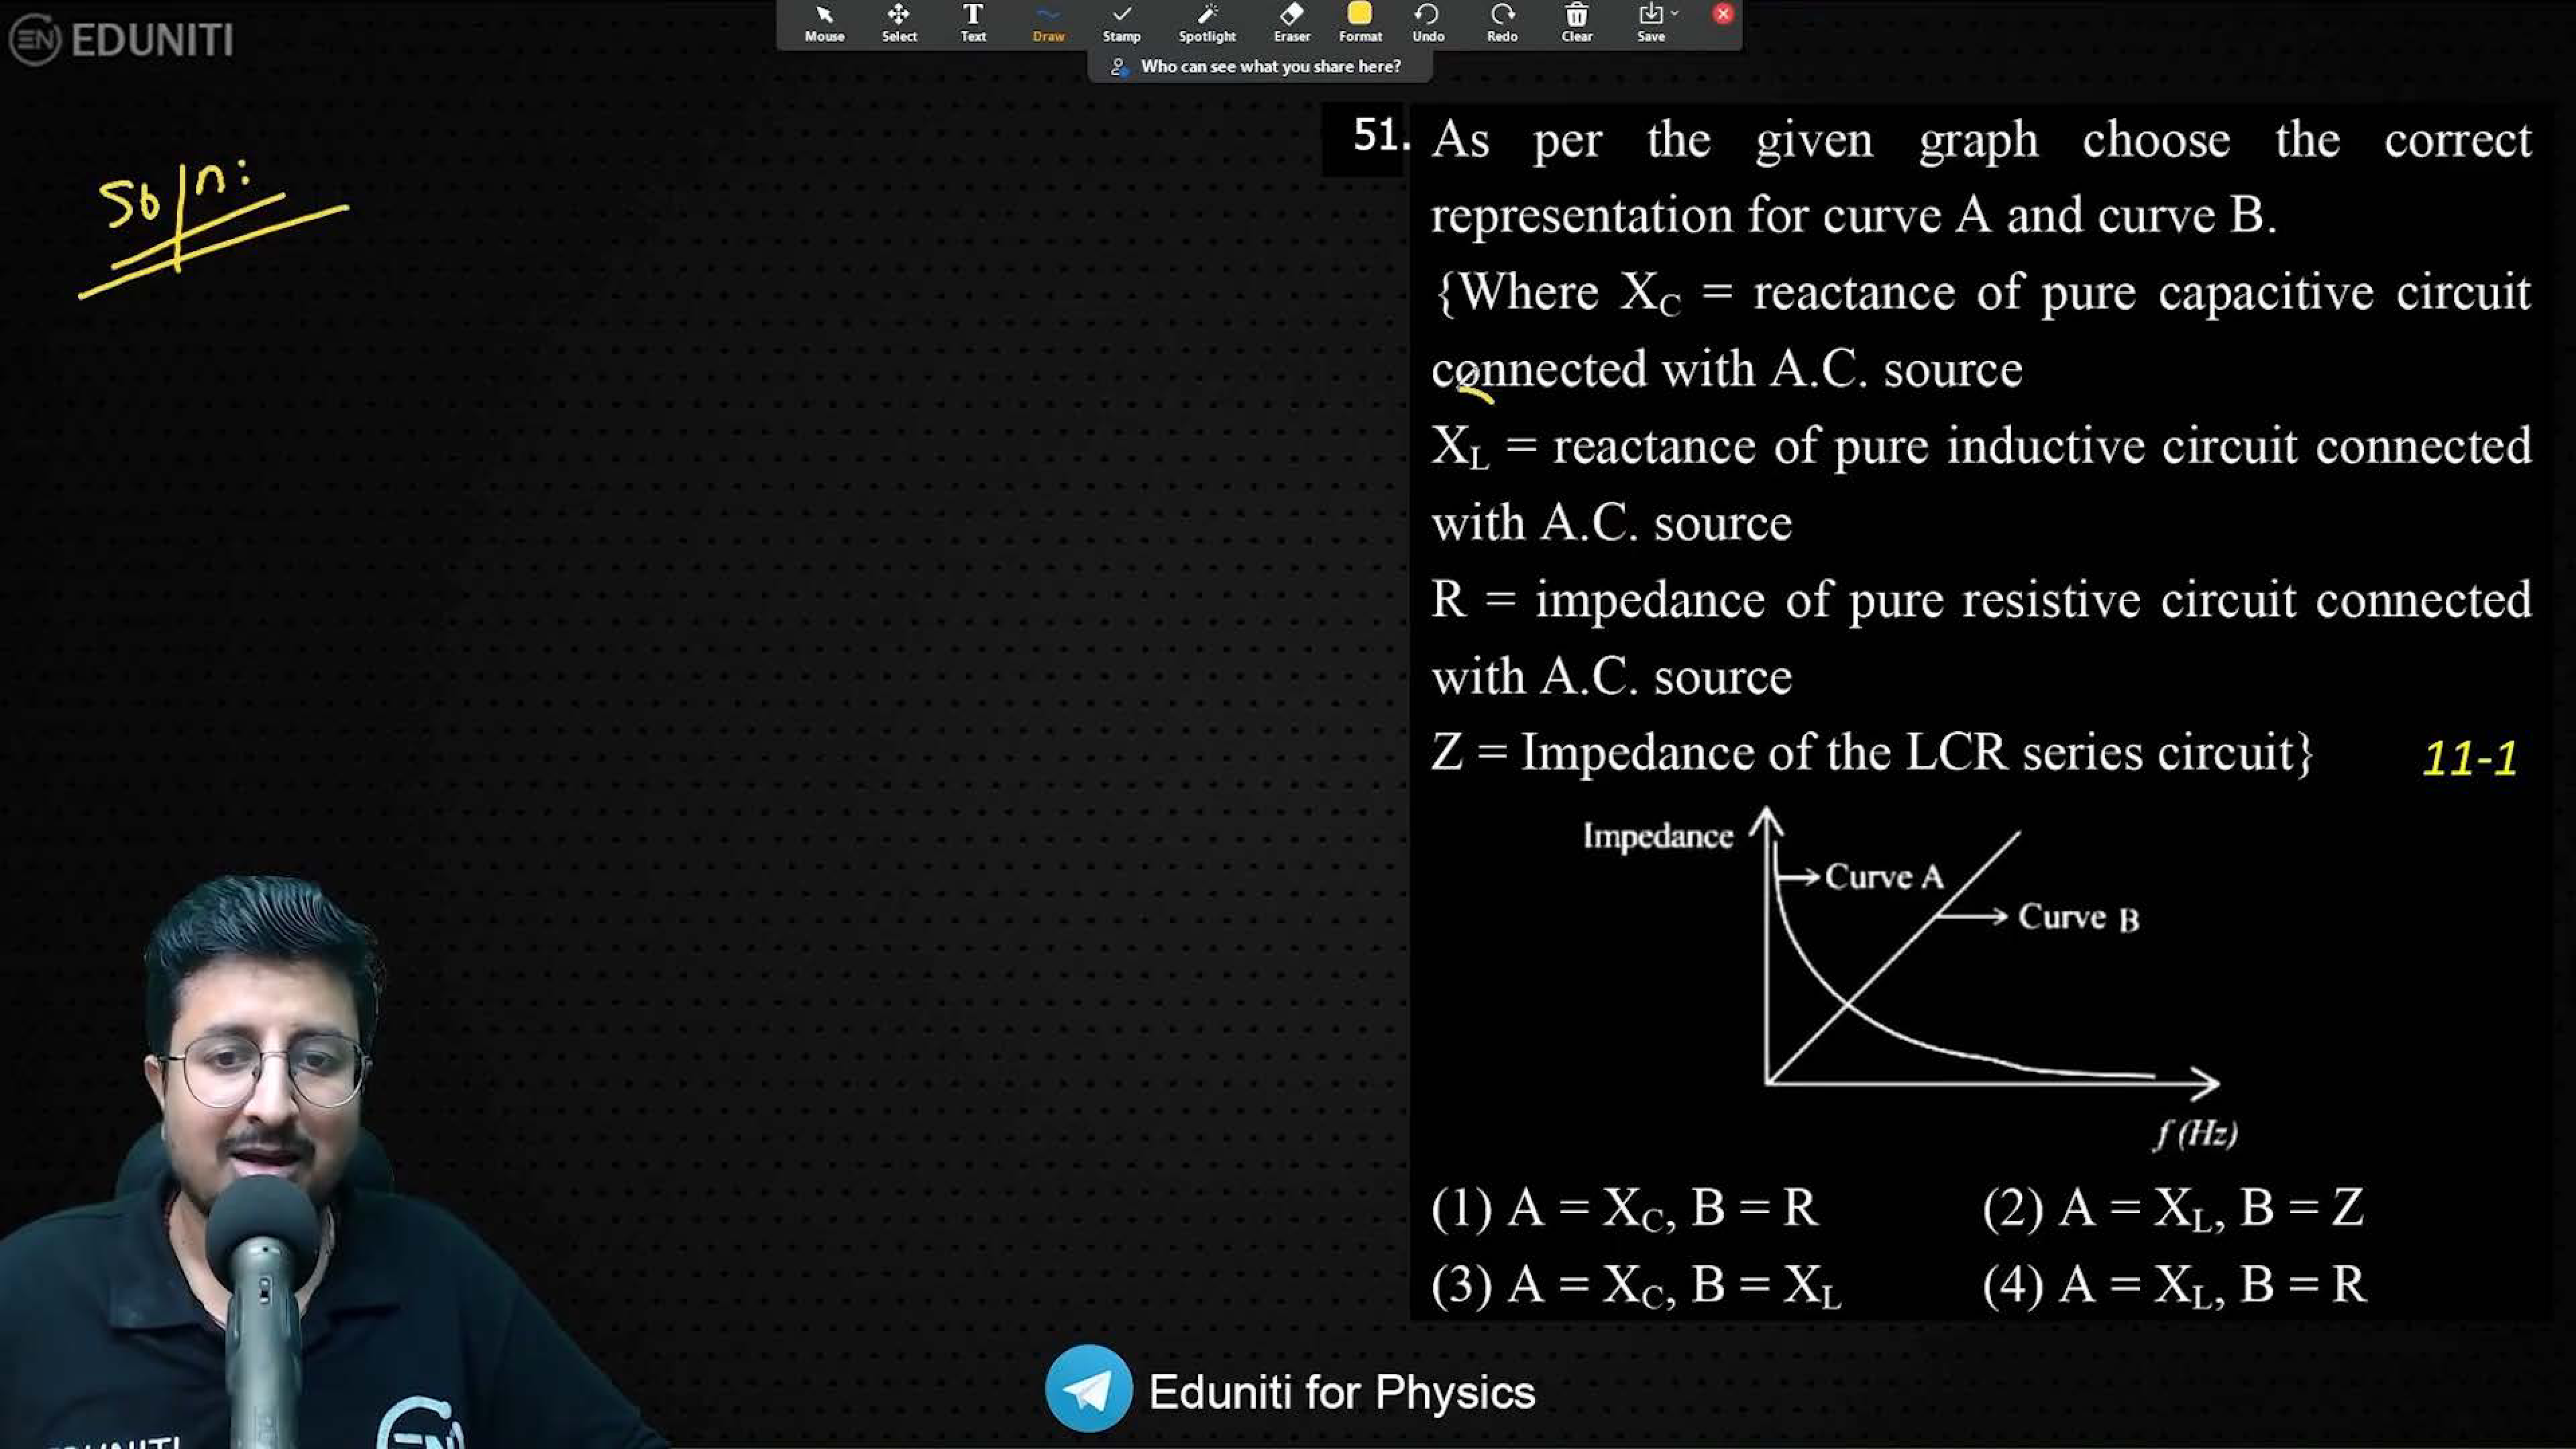 EN EDUNITI
Mouse Select Text Draw Stamp Spotlight Eraser Format Undo Redo Clear Save
Who can see what you share here?
Soln:
51. As per the given graph choose the correct
representation for curve A and curve B.
{Where X_C = reactance of pure capacitive circuit
connected with A.C. source
X_L = reactance of pure inductive circuit connected
with A.C. source
R = impedance of pure resistive circuit connected
with A.C. source
Z = Impedance of the LCR series circuit} 11-1
Impedance
Curve A
Curve B
f (Hz)
(1) A = X_C, B = R (2) A = X_L, B = Z
(3) A = X_C, B = X_L (4) A = X_L, B = R
Eduniti for Physics
EDUNITI
EN